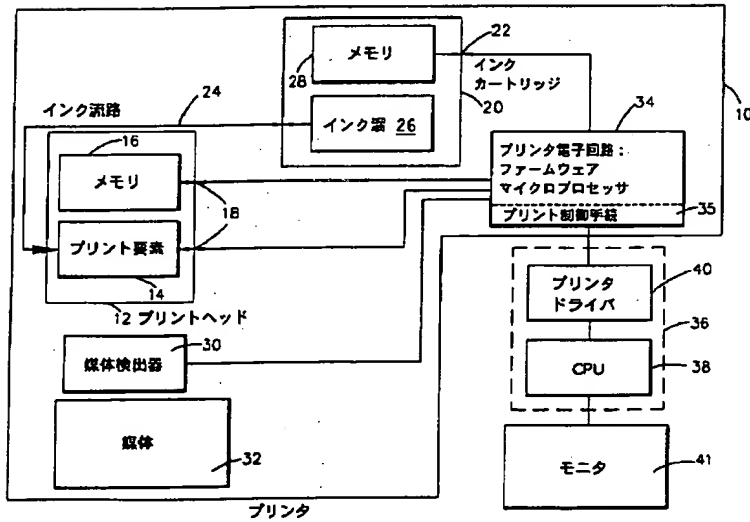 メモリ
28
22
インク
カートリッジ
24
インク流路
インク源 26
20
10
34
16
メモリ
18
プリンタ電子回路:
ファームウェア
マイクロプロセッサ
プリント制御手続
35
プリント要素
14
12 プリントヘッド
30
媒体検出器
プリンタ
ドライバ
40
36
CPU
38
媒体
32
モニタ
41
プリンタ